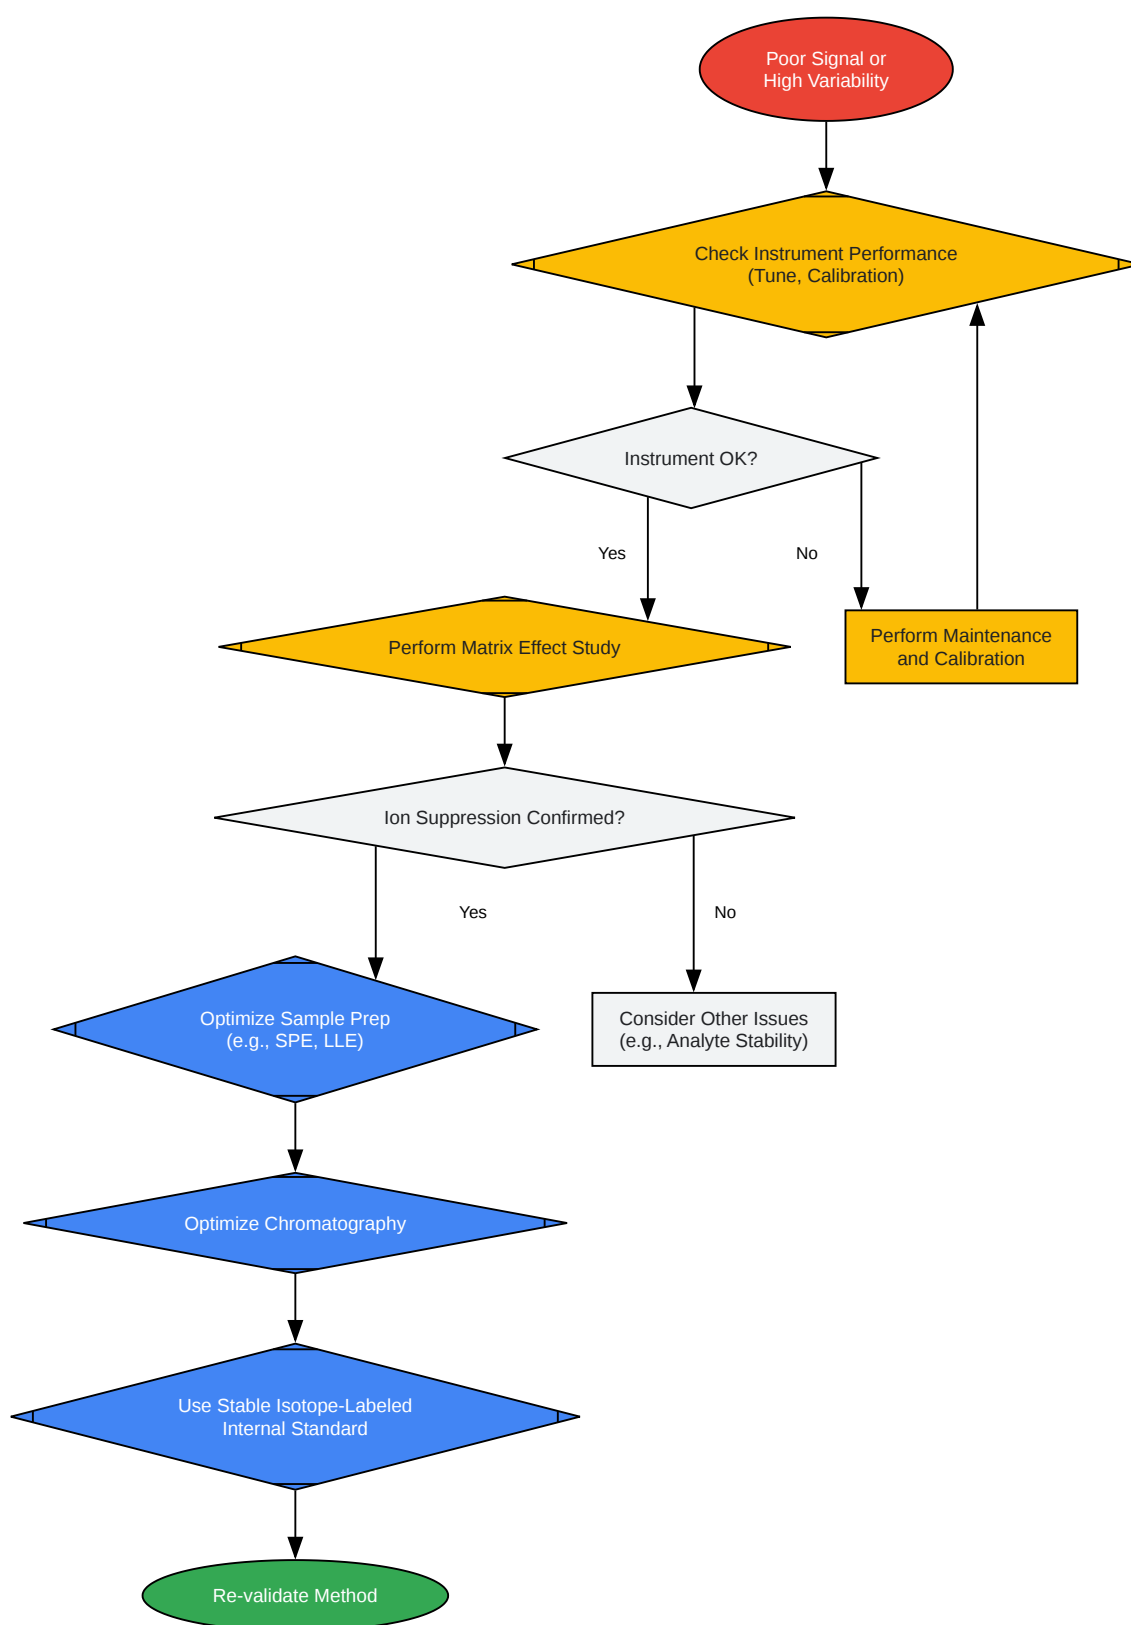 Poor Signal or
High Variability
Check Instrument Performance
(Tune, Calibration)
Instrument OK?
Yes
No
Perform Matrix Effect Study
Perform Maintenance
and Calibration
Ion Suppression Confirmed?
Yes
No
Optimize Sample Prep
(e.g., SPE, LLE)
Consider Other Issues
(e.g., Analyte Stability)
Optimize Chromatography
Use Stable Isotope-Labeled
Internal Standard
Re-validate Method